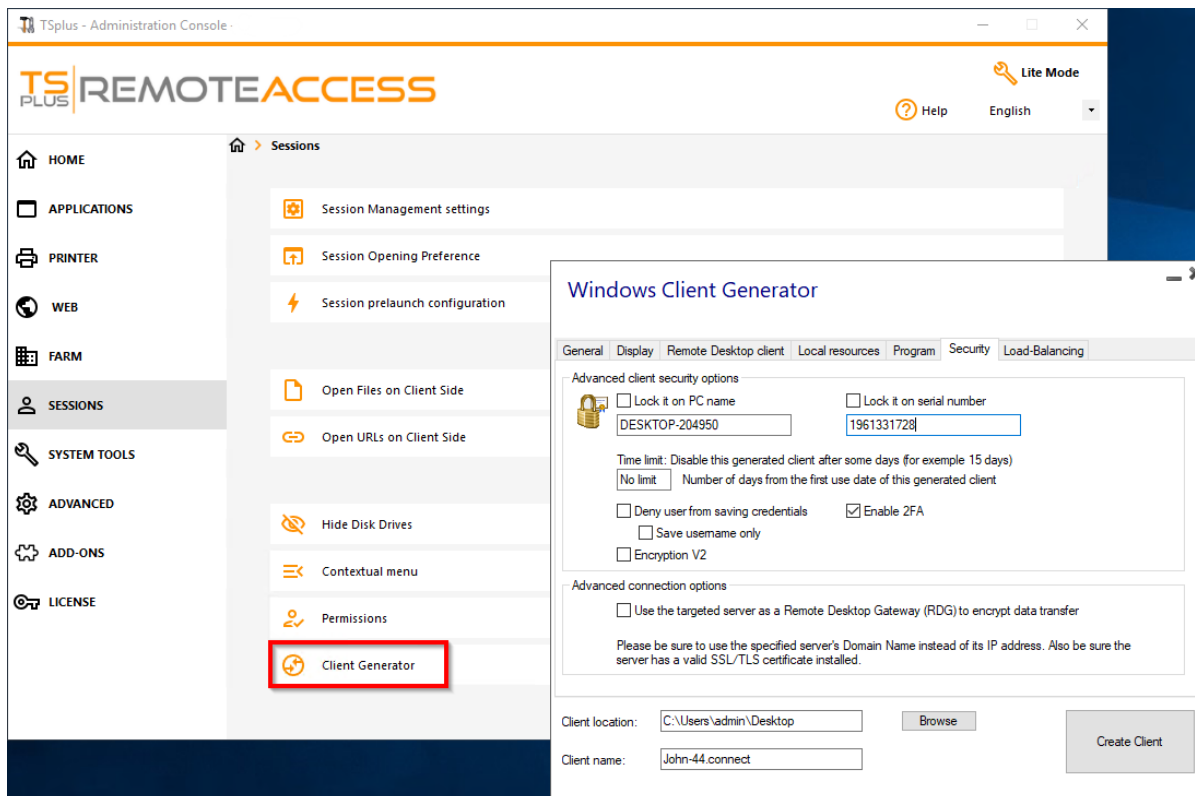 TSplus - Administration Console -
TS PLUS REMOTEACCESS
Lite Mode
Help
English
HOME
APPLICATIONS
PRINTER
WEB
FARM
SESSIONS
SYSTEM TOOLS
ADVANCED
ADD-ONS
LICENSE
Sessions
Session Management settings
Session Opening Preference
Session prelaunch configuration
Open Files on Client Side
Open URLs on Client Side
Hide Disk Drives
Contextual menu
Permissions
Client Generator
Windows Client Generator
General Display Remote Desktop client Local resources Program Security Load-Balancing
Advanced client security options
Lock it on PC name Lock it on serial number
DESKTOP-204950 1961331728
Time limit: Disable this generated client after some days (for exemple 15 days)
No limit Number of days from the first use date of this generated client
Deny user from saving credentials Enable 2FA
Save username only
Encryption V2
Advanced connection options
Use the targeted server as a Remote Desktop Gateway (RDG) to encrypt data transfer
Please be sure to use the specified server's Domain Name instead of its IP address. Also be sure the
server has a valid SSL/TLS certificate installed.
Client location: C:\Users\admin\Desktop Browse
Create Client
Client name: John-44.connect